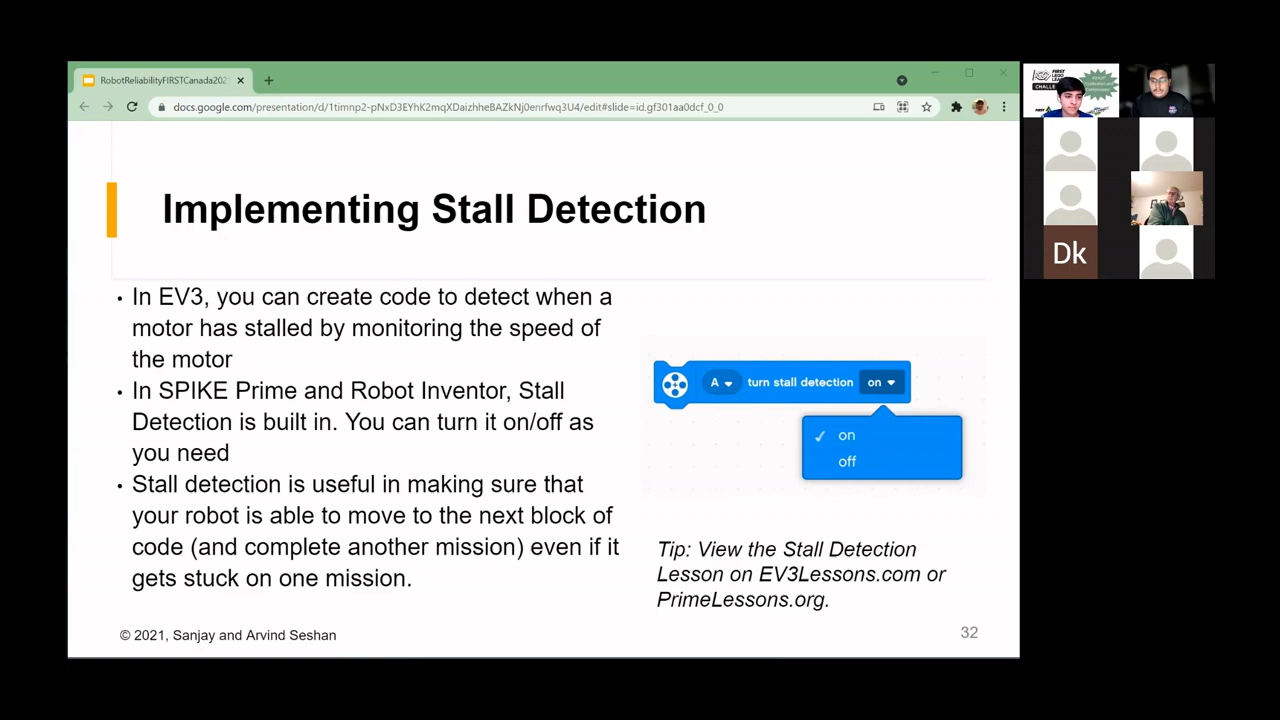 RobotReliabilityFIRSTCanada202
docs.google.com/presentation/d/1timnp2-pNxD3EYhK2mqXDaizhheBAZkNj0enrfwq3U4/edit#slide=id.gf301aa0dcf_0_0
Implementing Stall Detection
• In EV3, you can create code to detect when a
motor has stalled by monitoring the speed of
the motor
• In SPIKE Prime and Robot Inventor, Stall
Detection is built in. You can turn it on/off as
you need
• Stall detection is useful in making sure that
your robot is able to move to the next block of
code (and complete another mission) even if it
gets stuck on one mission.
A turn stall detection on
on
off
Tip: View the Stall Detection
Lesson on EV3Lessons.com or
PrimeLessons.org.
© 2021, Sanjay and Arvind Seshan
32
FIRST
LEGO
CHALL
Dk